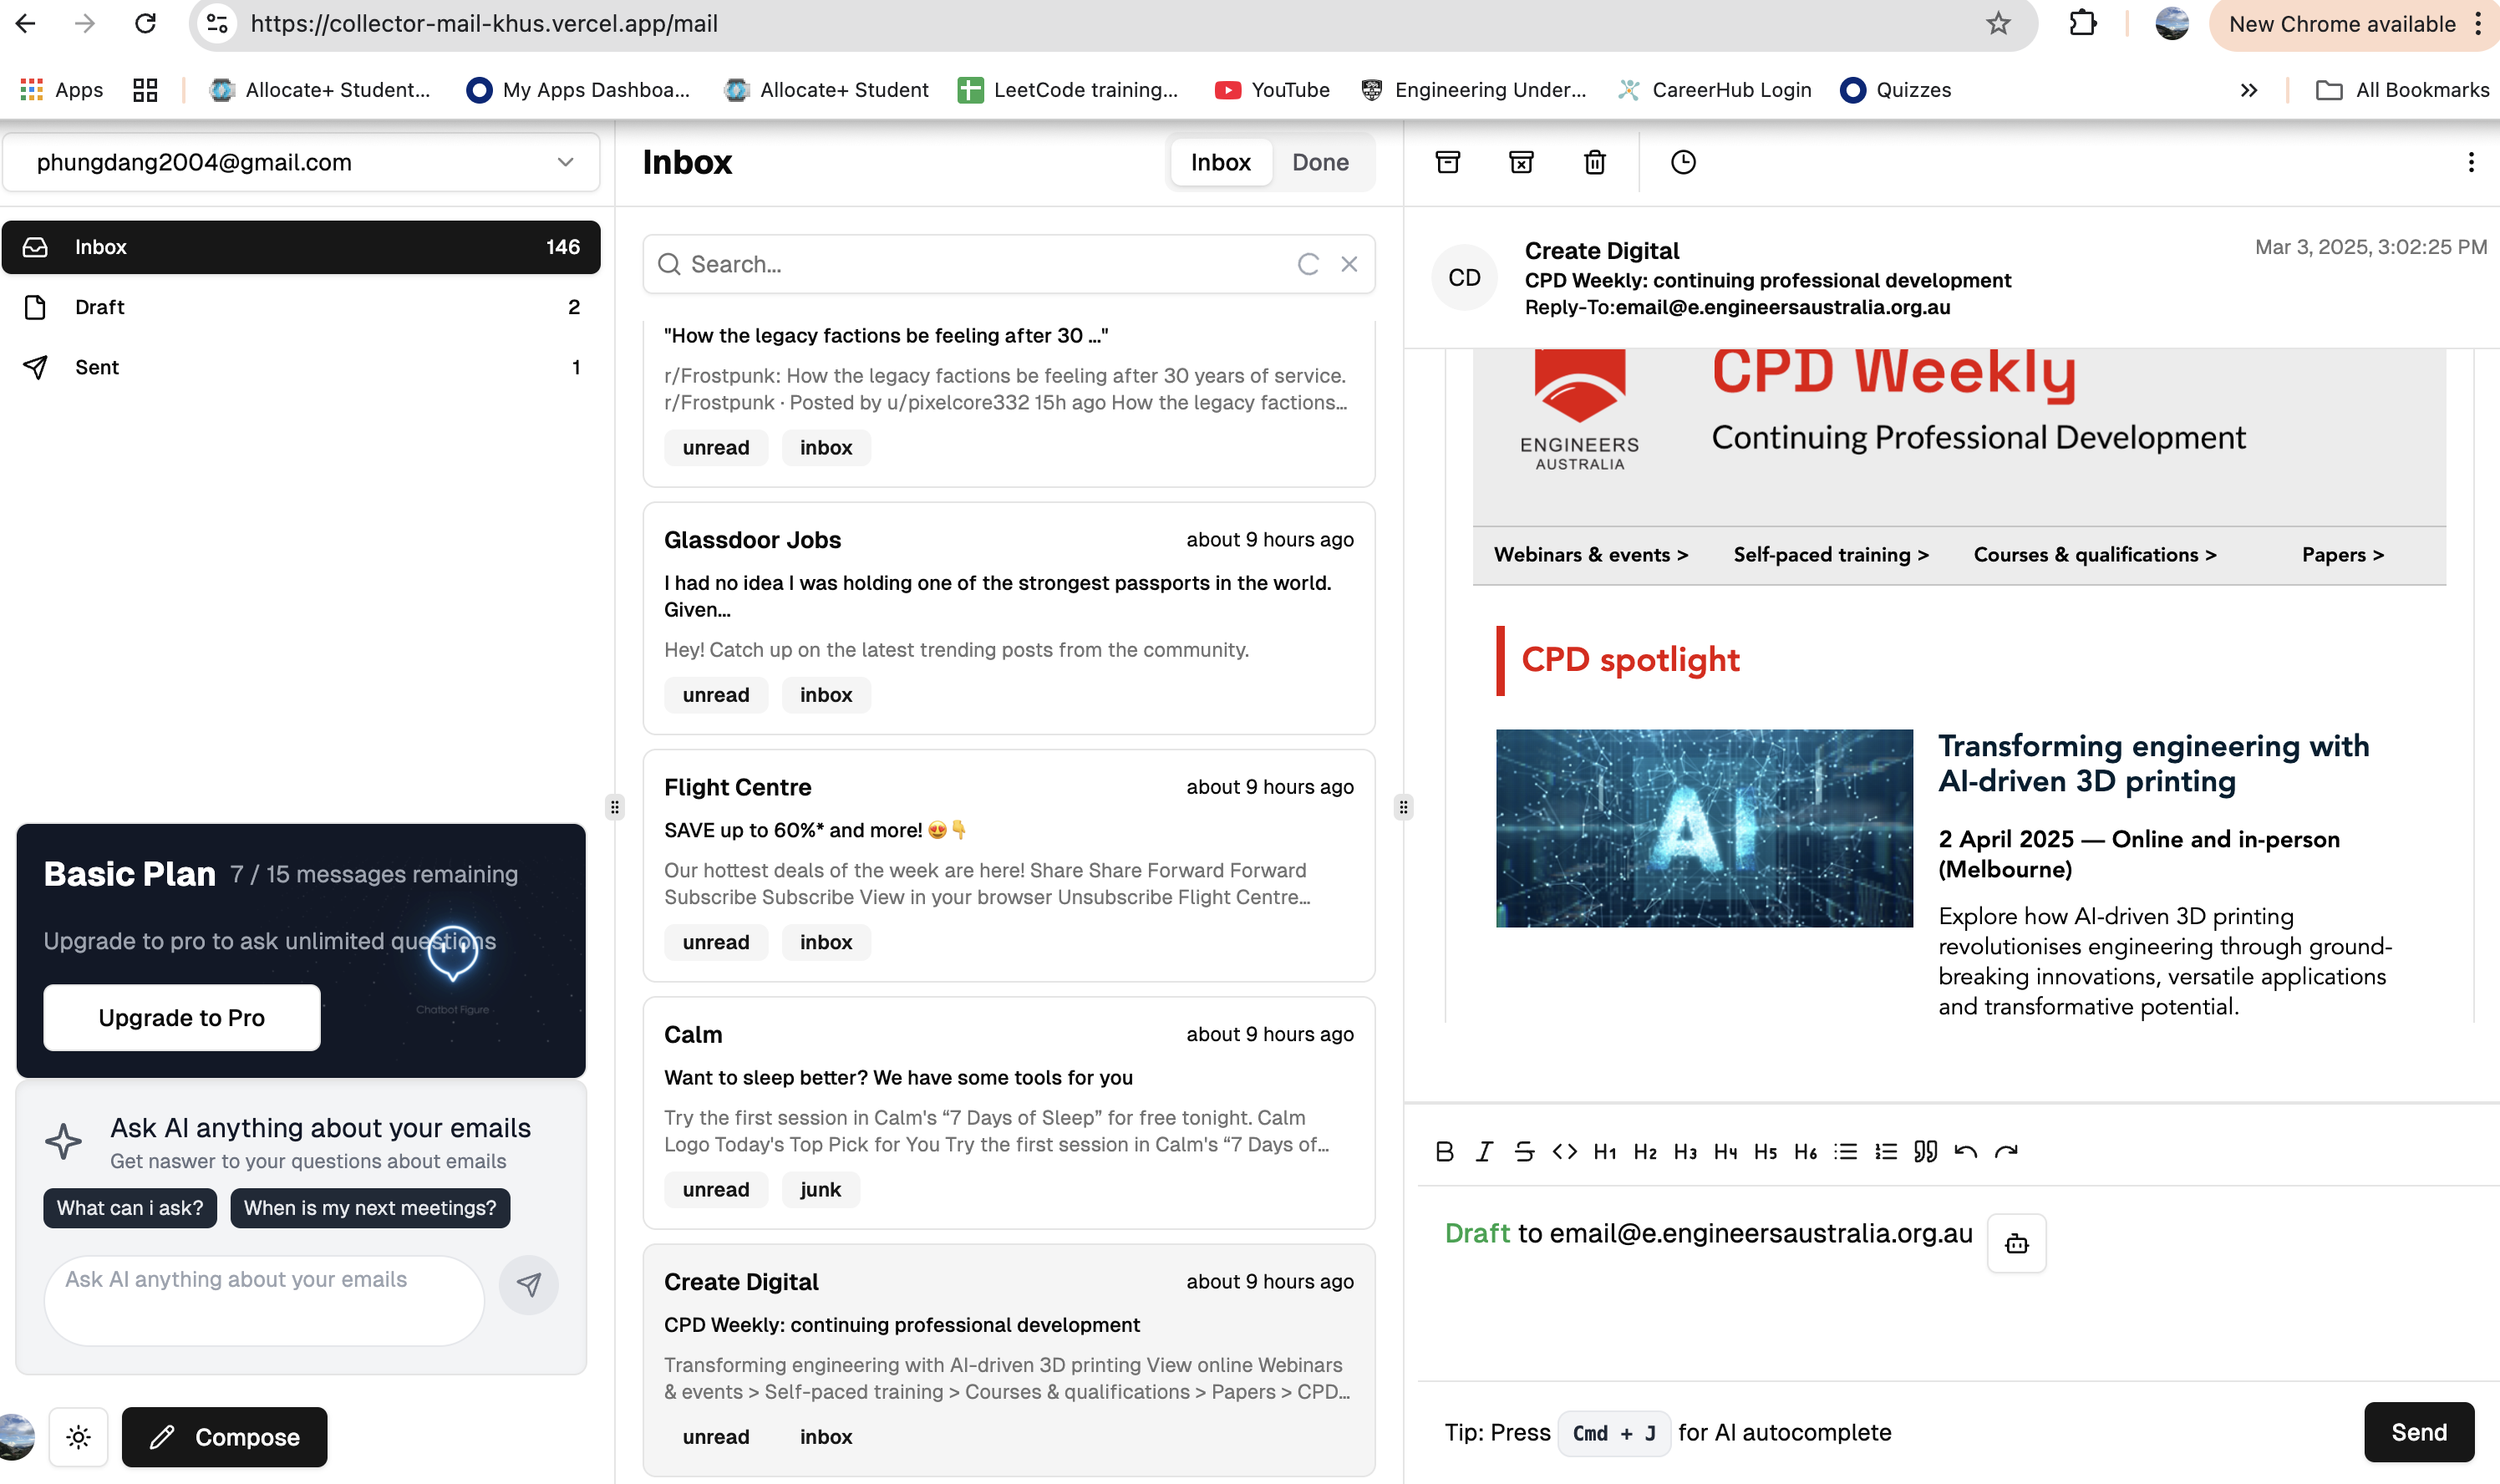 https://collector-mail-khus.vercel.app/mail
New Chrome available
Apps
Allocate+ Student...
My Apps Dashboa...
Allocate+ Student
LeetCode training...
YouTube
Engineering Under...
CareerHub Login
Quizzes
All Bookmarks
phungdang2004@gmail.com
Inbox 146
Draft 2
Sent 1
Basic Plan 7 / 15 messages remaining
Upgrade to pro to ask unlimited questions
Chatbot Figure
Upgrade to Pro
Ask AI anything about your emails
Get naswer to your questions about emails
What can i ask?
When is my next meetings?
Ask AI anything about your emails
Compose
Inbox
Inbox Done
Search...
"How the legacy factions be feeling after 30 ..."
r/Frostpunk: How the legacy factions be feeling after 30 years of service.
r/Frostpunk · Posted by u/pixelcore332 15h ago How the legacy factions...
unread inbox
Glassdoor Jobs about 9 hours ago
I had no idea I was holding one of the strongest passports in the world.
Given...
Hey! Catch up on the latest trending posts from the community.
unread inbox
Flight Centre about 9 hours ago
SAVE up to 60%* and more! 😍👇
Our hottest deals of the week are here! Share Share Forward Forward
Subscribe Subscribe View in your browser Unsubscribe Flight Centre...
unread inbox
Calm about 9 hours ago
Want to sleep better? We have some tools for you
Try the first session in Calm's “7 Days of Sleep” for free tonight. Calm
Logo Today's Top Pick for You Try the first session in Calm's “7 Days of...
unread junk
Create Digital about 9 hours ago
CPD Weekly: continuing professional development
Transforming engineering with AI-driven 3D printing View online Webinars
& events > Self-paced training > Courses & qualifications > Papers > CPD...
unread inbox
CD
Create Digital
Mar 3, 2025, 3:02:25 PM
CPD Weekly: continuing professional development
Reply-To:email@e.engineersaustralia.org.au
ENGINEERS
AUSTRALIA
CPD Weekly
Continuing Professional Development
Webinars & events >
Self-paced training >
Courses & qualifications >
Papers >
CPD spotlight
AI
Transforming engineering with
AI-driven 3D printing
2 April 2025 — Online and in-person
(Melbourne)
Explore how AI-driven 3D printing
revolutionises engineering through ground-
breaking innovations, versatile applications
and transformative potential.
B I S <> H1 H2 H3 H4 H5 H6
Draft to email@e.engineersaustralia.org.au
Tip: Press Cmd + J for AI autocomplete
Send